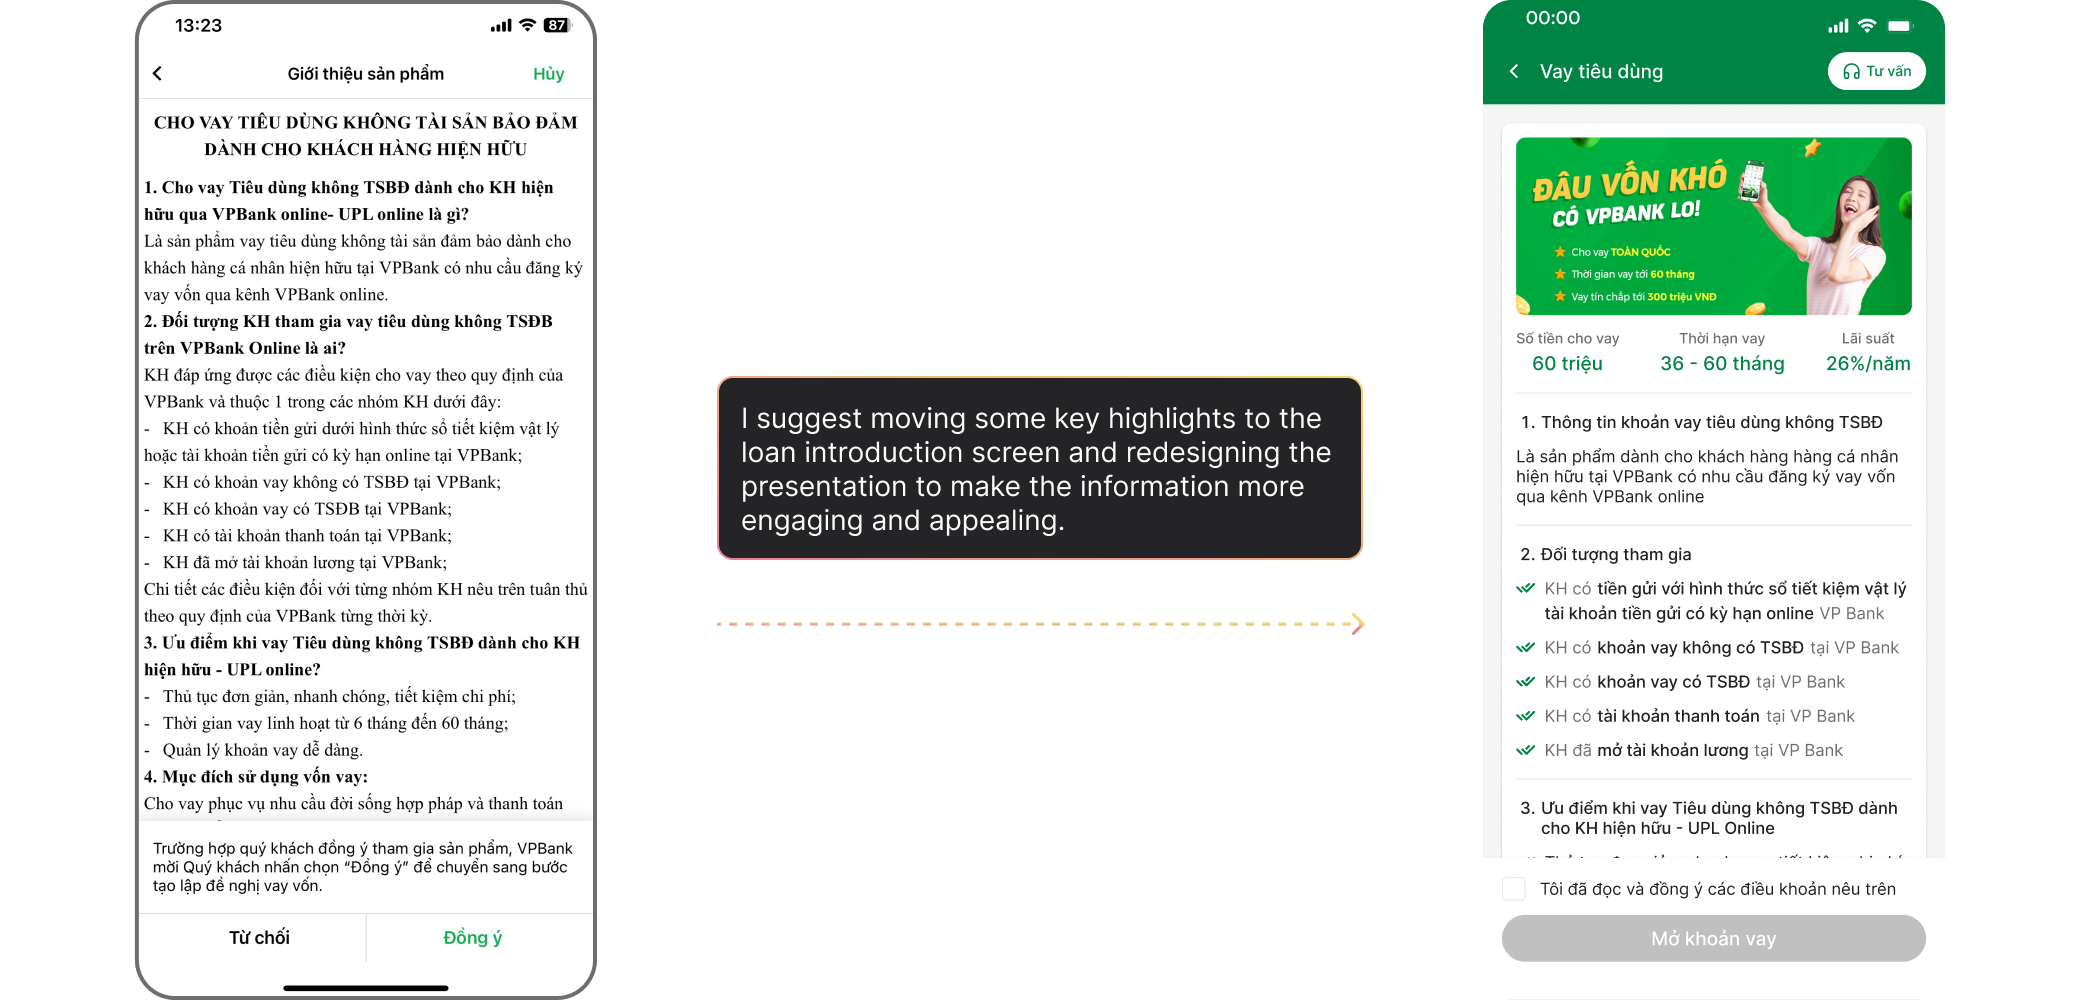 13:23
87
Giới thiệu sản phẩm
Hủy
CHO VAY TIÊU DÙNG KHÔNG TÀI SẢN BẢO ĐẢM
DÀNH CHO KHÁCH HÀNG HIỆN HỮU
1. Cho vay Tiêu dùng không TSBĐ dành cho KH hiện
hữu qua VPBank online- UPL online là gì?
Là sản phẩm vay tiêu dùng không tài sản đảm bảo dành cho
khách hàng cá nhân hiện hữu tại VPBank có nhu cầu đăng ký
vay vốn qua kênh VPBank online.
2. Đối tượng KH tham gia vay tiêu dùng không TSĐB
trên VPBank Online là ai?
KH đáp ứng được các điều kiện cho vay theo quy định của
VPBank và thuộc 1 trong các nhóm KH dưới đây:
- KH có khoản tiền gửi dưới hình thức sổ tiết kiệm vật lý
hoặc tài khoản tiền gửi có kỳ hạn online tại VPBank;
- KH có khoản vay không có TSBĐ tại VPBank;
- KH có khoản vay có TSĐB tại VPBank;
- KH có tài khoản thanh toán tại VPBank;
- KH đã mở tài khoản lương tại VPBank;
Chi tiết các điều kiện đối với từng nhóm KH nêu trên tuân thủ
theo quy định của VPBank từng thời kỳ.
3. Ưu điểm khi vay Tiêu dùng không TSBĐ dành cho KH
hiện hữu - UPL online?
- Thủ tục đơn giản, nhanh chóng, tiết kiệm chi phí;
- Thời gian vay linh hoạt từ 6 tháng đến 60 tháng;
- Quản lý khoản vay dễ dàng.
4. Mục đích sử dụng vốn vay:
Cho vay phục vụ nhu cầu đời sống hợp pháp và thanh toán
Trường hợp quý khách đồng ý tham gia sản phẩm, VPBank
mời Quý khách nhấn chọn “Đồng ý” để chuyển sang bước
tạo lập đề nghị vay vốn.
Từ chối
Đồng ý
I suggest moving some key highlights to the
loan introduction screen and redesigning the
presentation to make the information more
engaging and appealing.
00:00
Vay tiêu dùng
Tư vấn
ĐÂU VỐN KHÓ
CÓ VPBANK LO!
Cho vay TOÀN QUỐC
Thời gian vay tới 60 tháng
Vay tín chấp tới 300 triệu VNĐ
Số tiền cho vay
Thời hạn vay
Lãi suất
60 triệu
36 - 60 tháng
26%/năm
1. Thông tin khoản vay tiêu dùng không TSBĐ
Là sản phẩm dành cho khách hàng hàng cá nhân
hiện hữu tại VPBank có nhu cầu đăng ký vay vốn
qua kênh VPBank online
2. Đối tượng tham gia
KH có tiền gửi với hình thức sổ tiết kiệm vật lý
tài khoản tiền gửi có kỳ hạn online VP Bank
KH có khoản vay không có TSBĐ tại VP Bank
KH có khoản vay có TSBĐ tại VP Bank
KH có tài khoản thanh toán tại VP Bank
KH đã mở tài khoản lương tại VP Bank
3. Ưu điểm khi vay Tiêu dùng không TSBĐ dành
cho KH hiện hữu - UPL Online
Tôi đã đọc và đồng ý các điều khoản nêu trên
Mở khoản vay